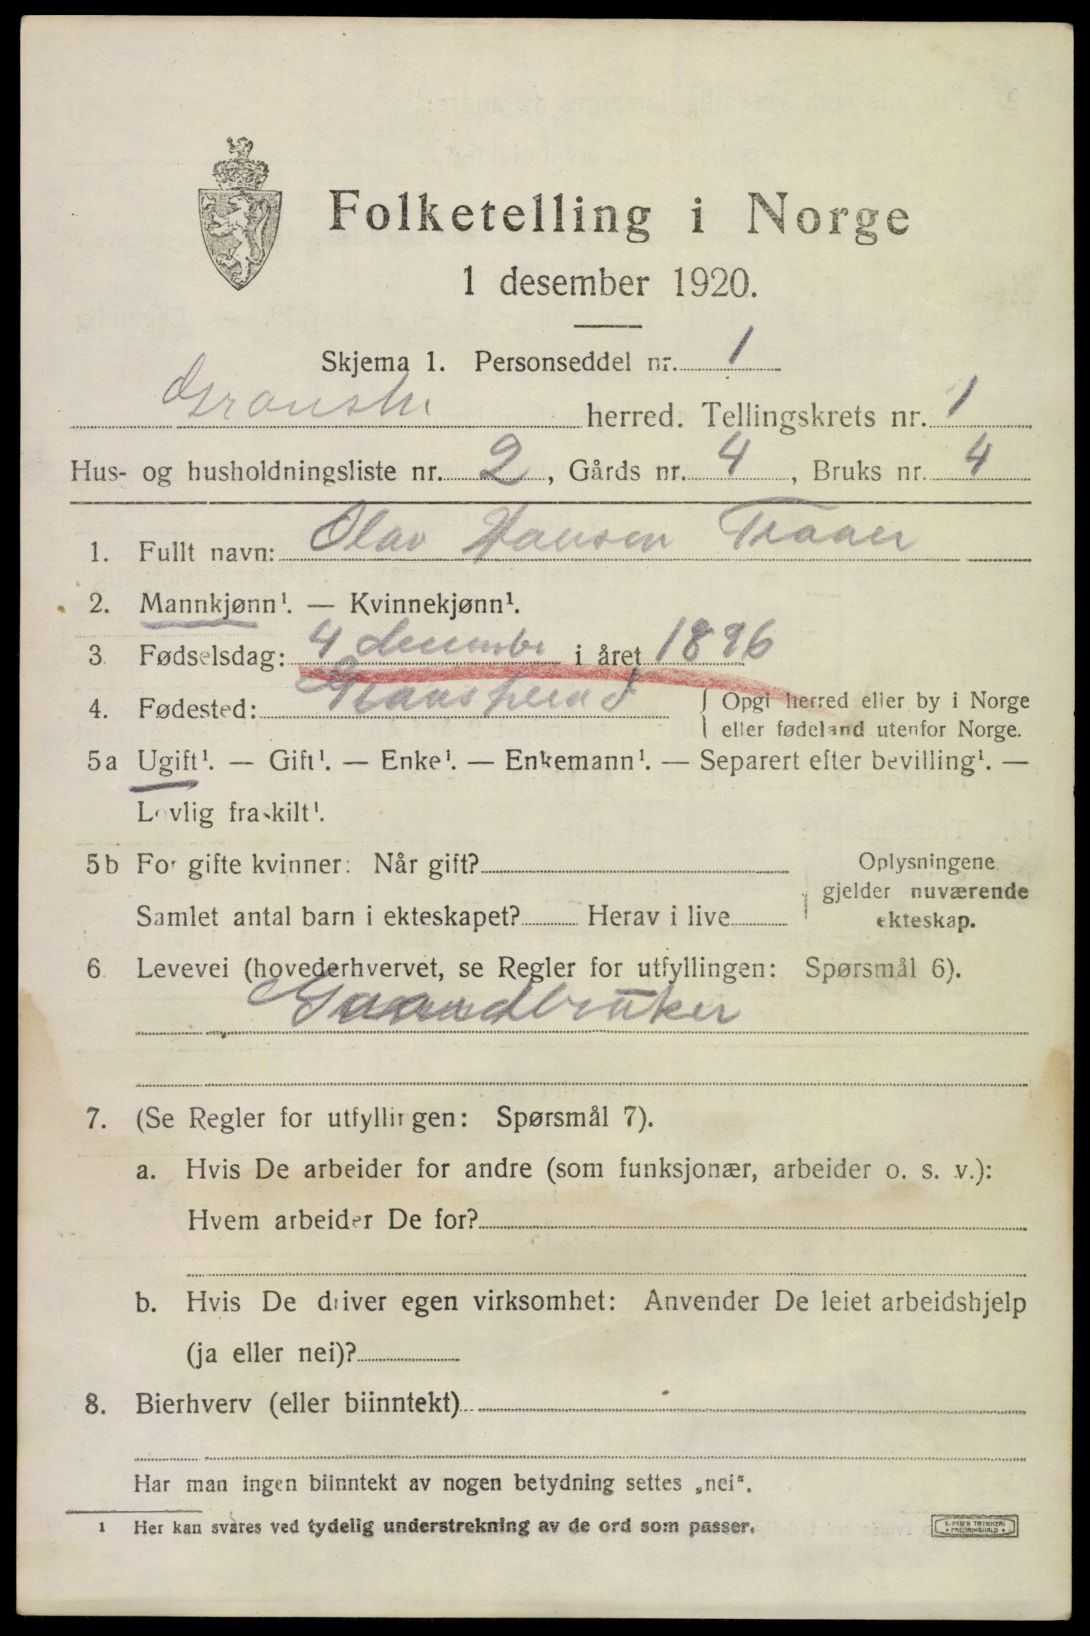 Folketelling i Norge
1 desember 1920.
Skjema 1. Personseddel nr. 1
herred. Tellingskrets nr. 1
Hus- og husholdningsliste nr. 2, Gårds nr. 4, Bruks nr. 4
1. Fullt navn: Olav Hansen Traaer
2. Mannkjønn¹. — Kvinnekjønn¹.
3. Fødselsdag: 4 december i året 1896
4. Fødested: Gransherad { Opgi herred eller by i Norge
eller fødeland utenfor Norge.
5a Ugift¹. — Gift¹. — Enke¹. — Enkemann¹. — Separert efter bevilling¹. —
Lovlig fraskilt¹.
5b For gifte kvinner: Når gift?
Samlet antal barn i ekteskapet? Herav i live
Oplysningene
gjelder nuværende
ekteskap.
6. Levevei (hovederhvervet, se Regler for utfyllingen: Spørsmål 6).
Gaardbruker
7. (Se Regler for utfyllingen: Spørsmål 7).
a. Hvis De arbeider for andre (som funksjonær, arbeider o. s. v.):
Hvem arbeider De for?
b. Hvis De driver egen virksomhet: Anvender De leiet arbeidshjelp
(ja eller nei)?
8. Bierhverv (eller biinntekt)
Har man ingen biinntekt av nogen betydning settes „nei“.
1 Her kan svares ved tydelig understrekning av de ord som passer.
TRYKKERI
FREDRIKSHALD